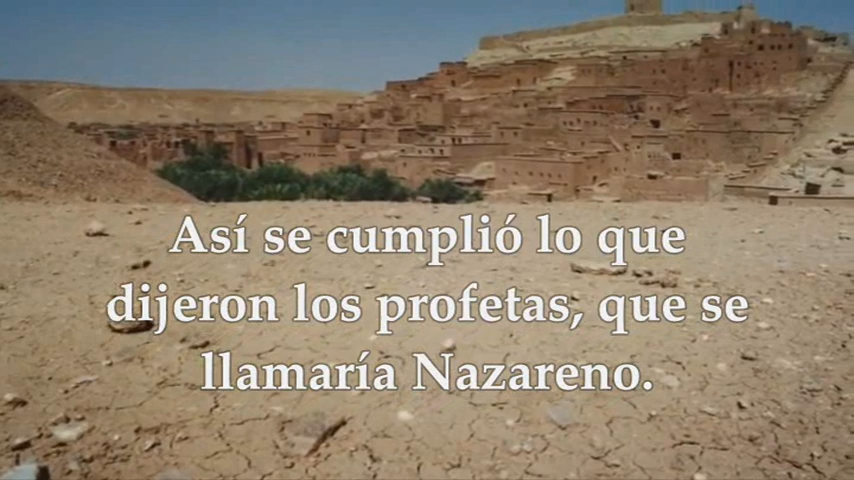 Así se cumplió lo que
dijeron los profetas, que se
llamaría Nazareno.